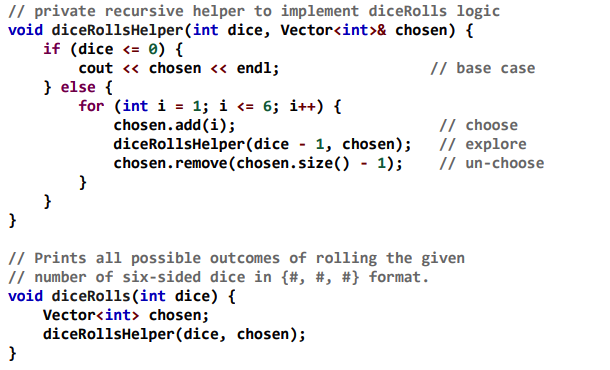 // private recursive helper to implement diceRolls logic
void diceRollsHelper(int dice, Vector<int>& chosen) {
    if (dice <= 0) {
        cout << chosen << endl;                 // base case
    } else {
        for (int i = 1; i <= 6; i++) {
            chosen.add(i);                       // choose
            diceRollsHelper(dice - 1, chosen);   // explore
            chosen.remove(chosen.size() - 1);    // un-choose
        }
    }
}
// Prints all possible outcomes of rolling the given
// number of six-sided dice in {#, #, #} format.
void diceRolls(int dice) {
    Vector<int> chosen;
    diceRollsHelper(dice, chosen);
}